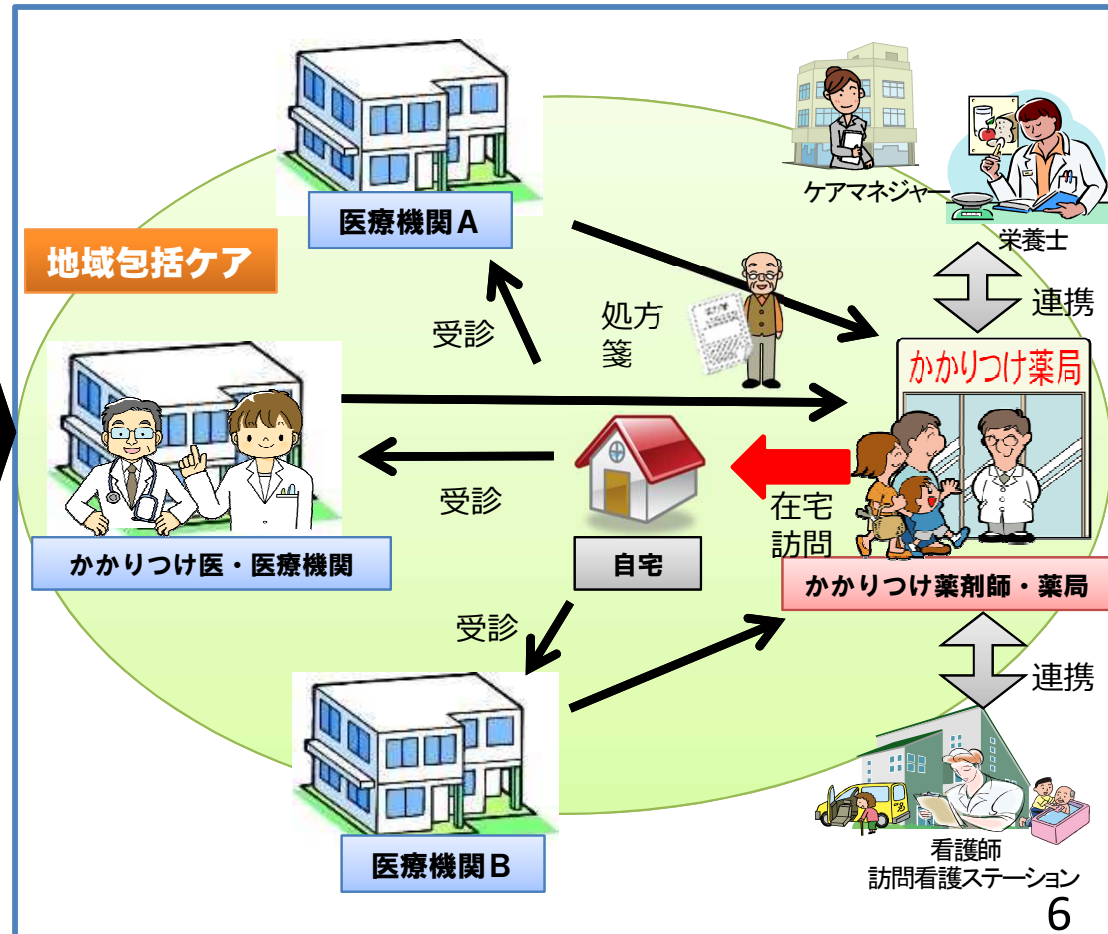 ケアマネジャー
栄養士
医療機関A
地域包括ケア
連携
受診
処方
箋
かかりつけ薬局
受診
在宅
訪問
かかりつけ医・医療機関
自宅
かかりつけ薬剤師・薬局
受診
連携
医療機関B
看護師
訪問看護ステーション
6